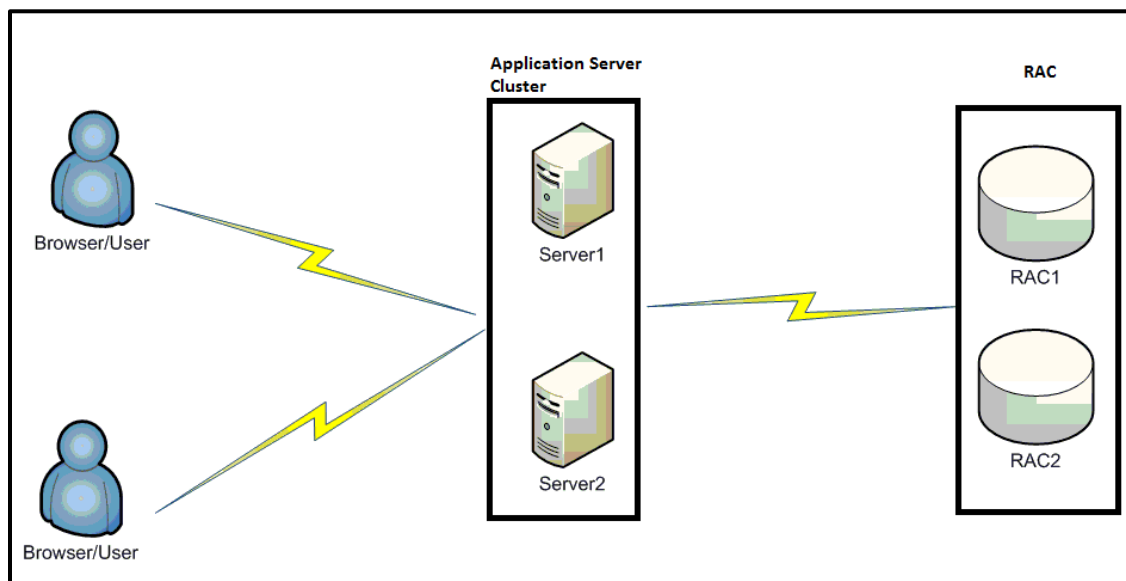 Application Server
Cluster
RAC
Browser/User
Server1
RAC1
Browser/User
Server2
RAC2